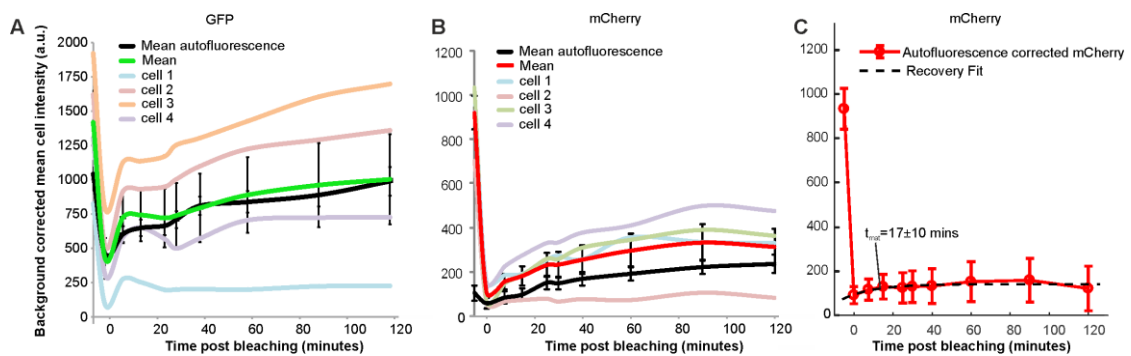 A
GFP
Background corrected mean cell intensity (a.u.)
2000
1750
1500
1250
1000
750
500
250
0
Mean autofluorescence
Mean
cell 1
cell 2
cell 3
cell 4
0 20 40 60 80 100 120
Time post bleaching (minutes)
B
mCherry
1200
1000
800
600
400
200
0
Mean autofluorescence
Mean
cell 1
cell 2
cell 3
cell 4
0 20 40 60 80 100 120
Time post bleaching (minutes)
C
mCherry
1200
1000
800
600
400
200
0
Autofluorescence corrected mCherry
Recovery Fit
tmat=17±10 mins
0 20 40 60 80 100 120
Time post bleaching (minutes)